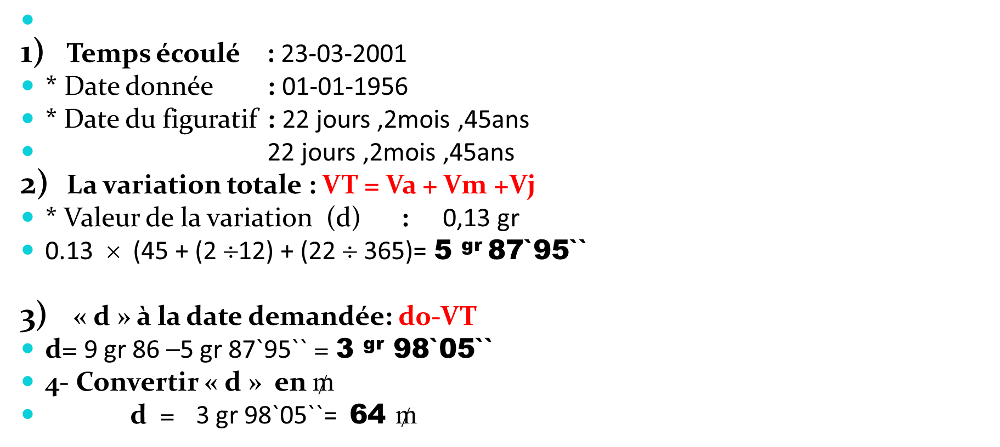 1) Temps écoulé : 23-03-2001
* Date donnée : 01-01-1956
* Date du figuratif : 22 jours ,2mois ,45ans
22 jours ,2mois ,45ans
2) La variation totale : VT = Va + Vm +Vj
* Valeur de la variation (d) : 0,13 gr
0.13 × (45 + (2 ÷12) + (22 ÷ 365)= 5 gr 87`95``
3) « d » à la date demandée: do-VT
d= 9 gr 86 –5 gr 87`95`` = 3 gr 98`05``
4- Convertir « d » en m̸
d = 3 gr 98`05``= 64 m̸